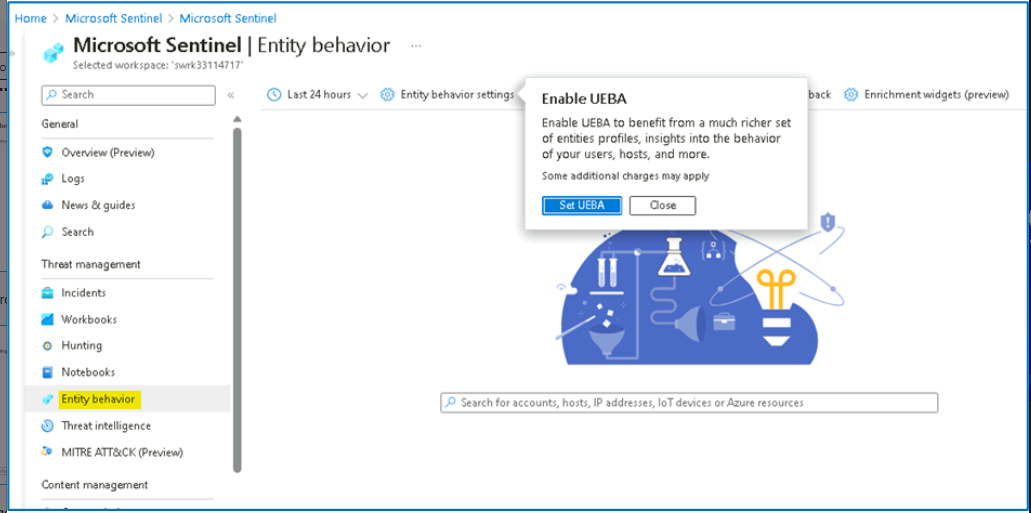 Home > Microsoft Sentinel > Microsoft Sentinel
Microsoft Sentinel | Entity behavior ...
Selected workspace: 'swrk33114717'
Search
«
Last 24 hours
Entity behavior settings
back
Enrichment widgets (preview)
Enable UEBA
Enable UEBA to benefit from a much richer set
of entities profiles, insights into the behavior
of your users, hosts, and more.
Some additional charges may apply
Set UEBA
Close
General
Overview (Preview)
Logs
News & guides
Search
Threat management
Incidents
Workbooks
Hunting
Notebooks
Entity behavior
Threat intelligence
MITRE ATT&CK (Preview)
Content management
Search for accounts, hosts, IP addresses, IoT devices or Azure resources